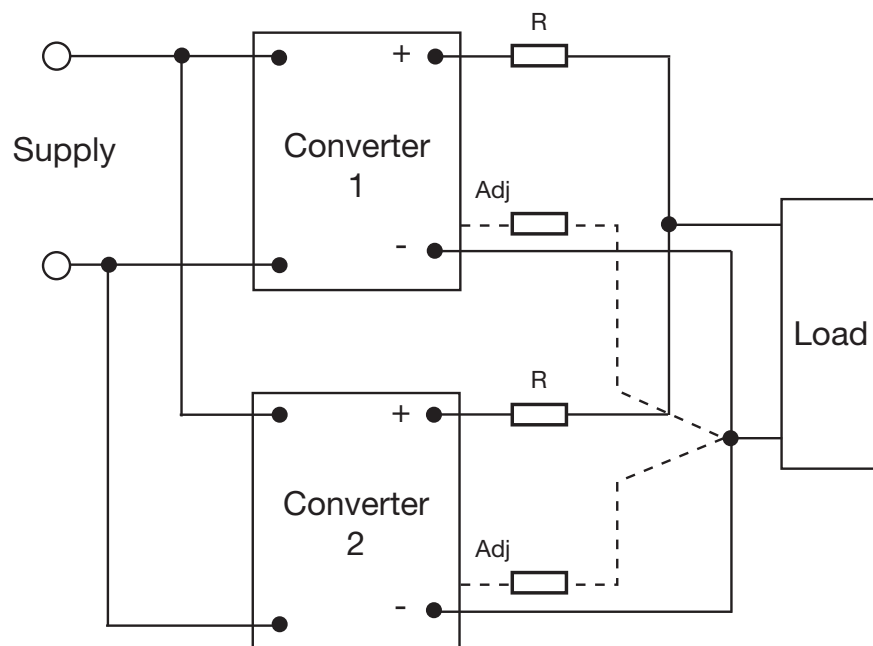 R
+
Supply
Converter
1
Adj
-
Load
R
+
Converter
2
Adj
-